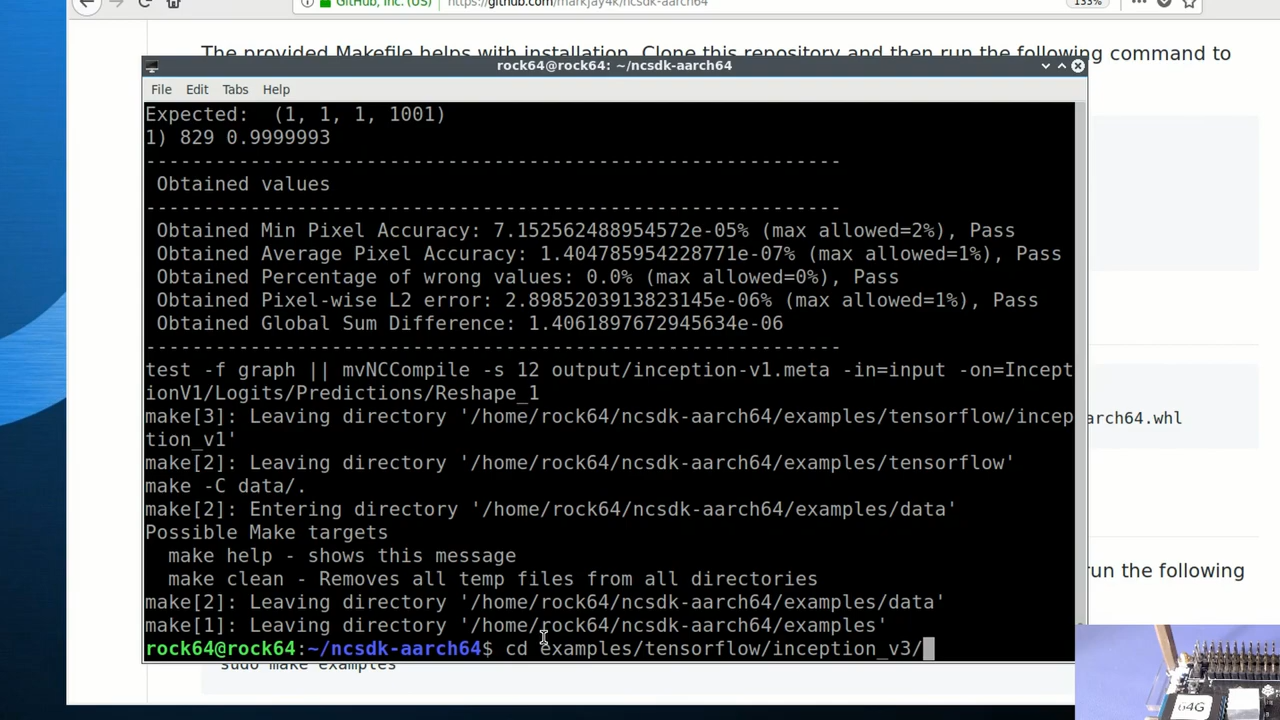 GitHub, Inc. (US)
https://github.com/markjay4k/ncsdk-aarch64
133%
The provided Makefile helps with installation. Clone this repository and then run the following command to
rock64@rock64: ~/ncsdk-aarch64
File Edit Tabs Help
Expected:  (1, 1, 1, 1001)
1) 829 0.9999993
------------------------------------------------------------
 Obtained values
------------------------------------------------------------
 Obtained Min Pixel Accuracy: 7.152562488954572e-05% (max allowed=2%), Pass
 Obtained Average Pixel Accuracy: 1.404785954228771e-07% (max allowed=1%), Pass
 Obtained Percentage of wrong values: 0.0% (max allowed=0%), Pass
 Obtained Pixel-wise L2 error: 2.8985203913823145e-06% (max allowed=1%), Pass
 Obtained Global Sum Difference: 1.4061897672945634e-06
------------------------------------------------------------
test -f graph || mvNCCompile -s 12 output/inception-v1.meta -in=input -on=Incept
ionV1/Logits/Predictions/Reshape_1
make[3]: Leaving directory '/home/rock64/ncsdk-aarch64/examples/tensorflow/incep
tion_v1'
arch64.whl
make[2]: Leaving directory '/home/rock64/ncsdk-aarch64/examples/tensorflow'
make -C data/.
make[2]: Entering directory '/home/rock64/ncsdk-aarch64/examples/data'
Possible Make targets
  make help - shows this message
  make clean - Removes all temp files from all directories
run the following
make[2]: Leaving directory '/home/rock64/ncsdk-aarch64/examples/data'
make[1]: Leaving directory '/home/rock64/ncsdk-aarch64/examples'
rock64@rock64:~/ncsdk-aarch64$ cd examples/tensorflow/inception_v3/
sudo make examples
64G